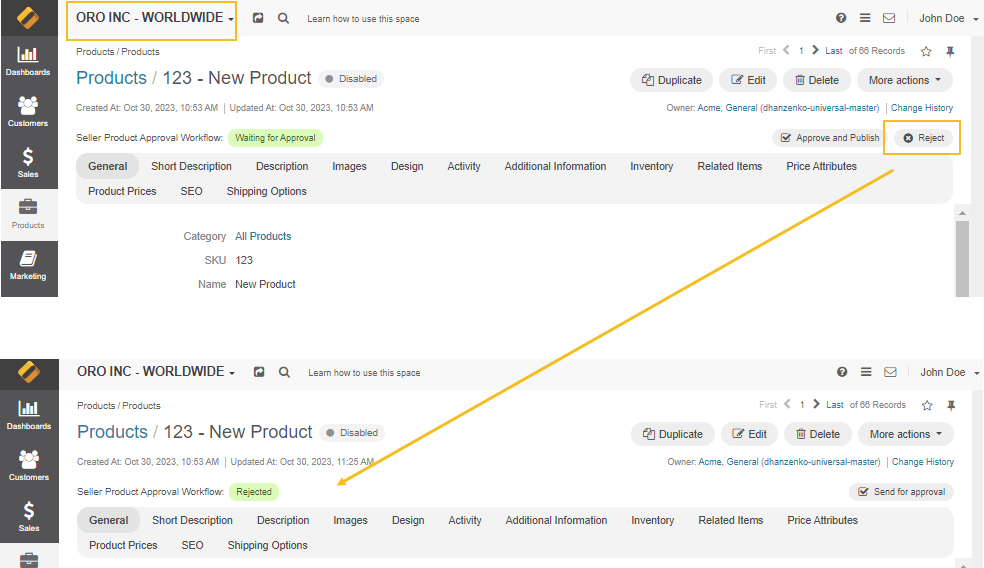 ORO INC - WORLDWIDE Learn how to use this space John Doe
Products / Products First 1 Last of 66 Records
Products / 123 - New Product Disabled Duplicate Edit Delete More actions
Created At: Oct 30, 2023, 10:53 AM | Updated At: Oct 30, 2023, 10:53 AM Owner: Acme, General (dhanzenko-universal-master) | Change History
Seller Product Approval Workflow: Waiting for Approval Approve and Publish Reject
General Short Description Description Images Design Activity Additional Information Inventory Related Items Price Attributes
Product Prices SEO Shipping Options
Category All Products
SKU 123
Name New Product
Dashboards
Customers
Sales
Products
Marketing
ORO INC - WORLDWIDE Learn how to use this space John Doe
Products / Products First 1 Last of 66 Records
Products / 123 - New Product Disabled Duplicate Edit Delete More actions
Created At: Oct 30, 2023, 10:53 AM | Updated At: Oct 30, 2023, 11:25 AM Owner: Acme, General (dhanzenko-universal-master) | Change History
Seller Product Approval Workflow: Rejected Send for approval
General Short Description Description Images Design Activity Additional Information Inventory Related Items Price Attributes
Product Prices SEO Shipping Options
Dashboards
Customers
Sales